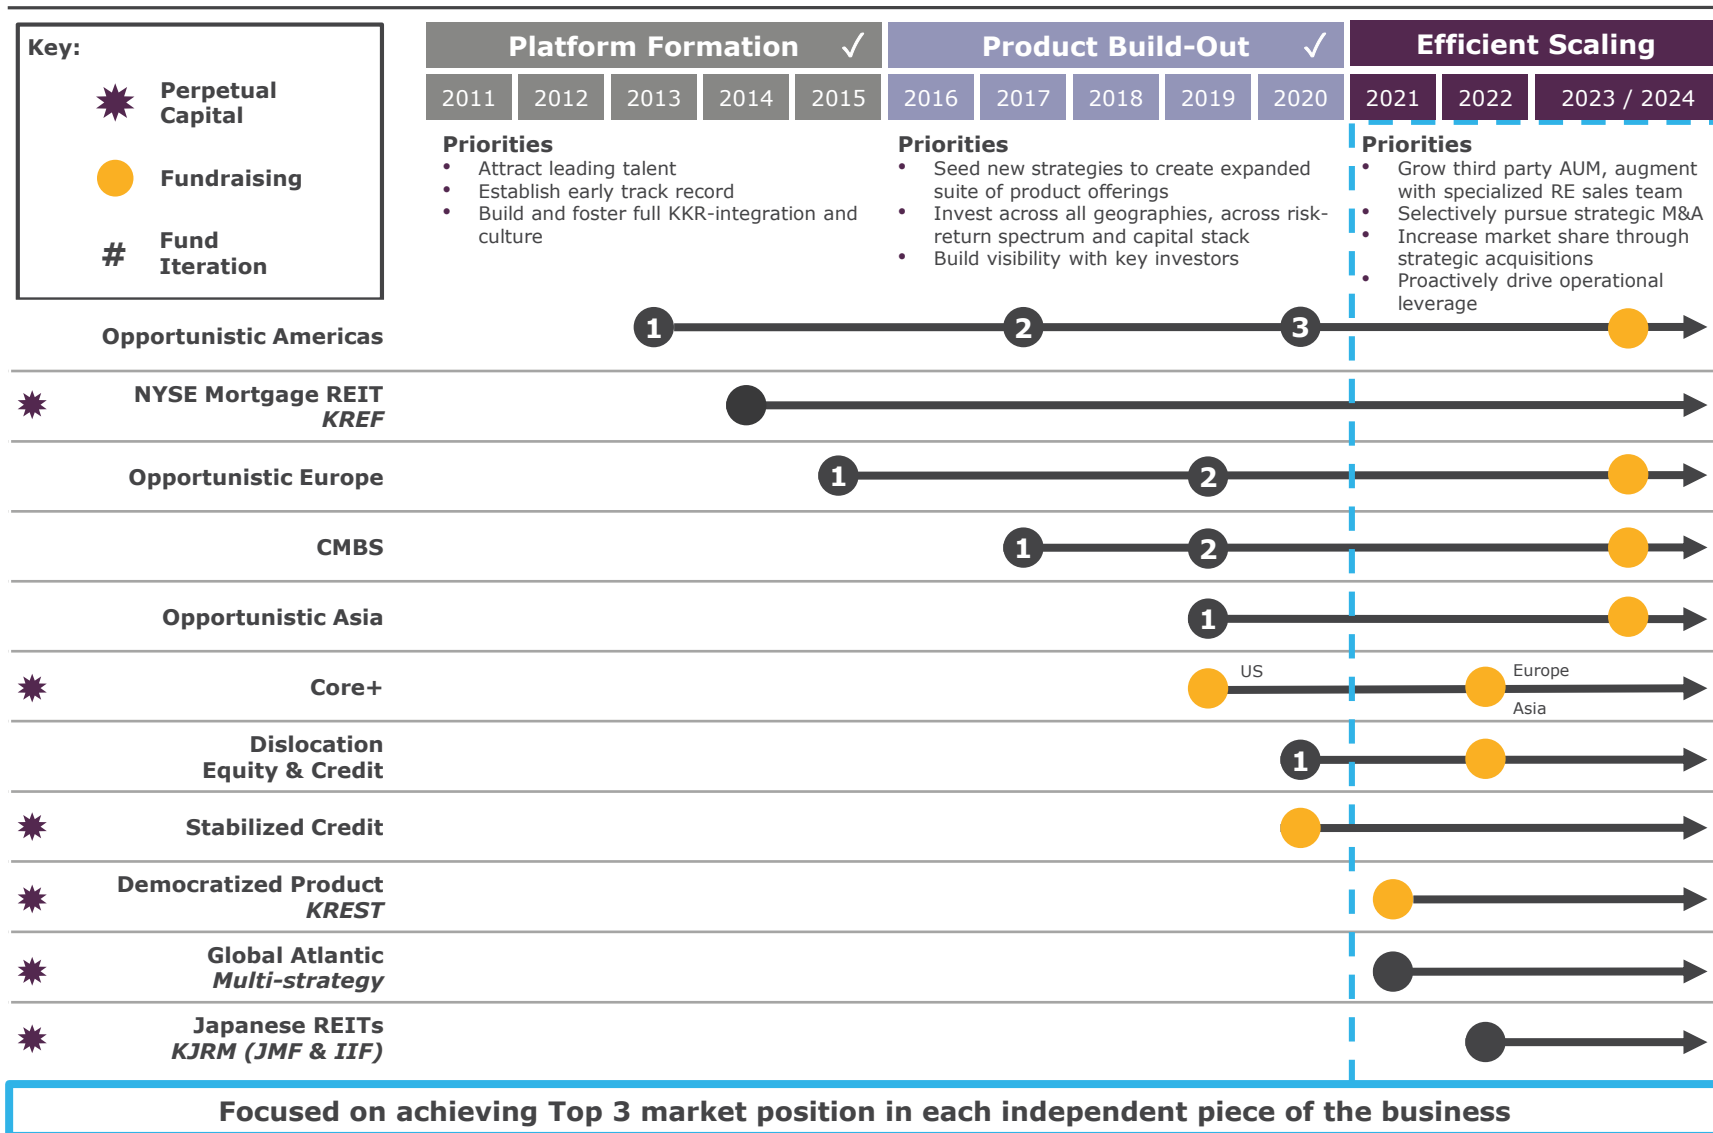 Key:
Perpetual
Capital
Fundraising
#
Fund
Iteration
Platform Formation ✓
Product Build-Out ✓
Efficient Scaling
2011 2012 2013 2014 2015 2016 2017 2018 2019 2020 2021 2022 2023 / 2024
Priorities
• Attract leading talent
• Establish early track record
• Build and foster full KKR-integration and
culture
Priorities
• Seed new strategies to create expanded
suite of product offerings
• Invest across all geographies, across risk-
return spectrum and capital stack
• Build visibility with key investors
Priorities
• Grow third party AUM, augment
with specialized RE sales team
• Selectively pursue strategic M&A
• Increase market share through
strategic acquisitions
• Proactively drive operational
leverage
Opportunistic Americas
1 2 3
NYSE Mortgage REIT
KREF
Opportunistic Europe
1 2
CMBS
1 2
Opportunistic Asia
1
Core+
US
Europe
Asia
Dislocation
Equity & Credit
1
Stabilized Credit
Democratized Product
KREST
Global Atlantic
Multi-strategy
Japanese REITs
KJRM (JMF & IIF)
Focused on achieving Top 3 market position in each independent piece of the business